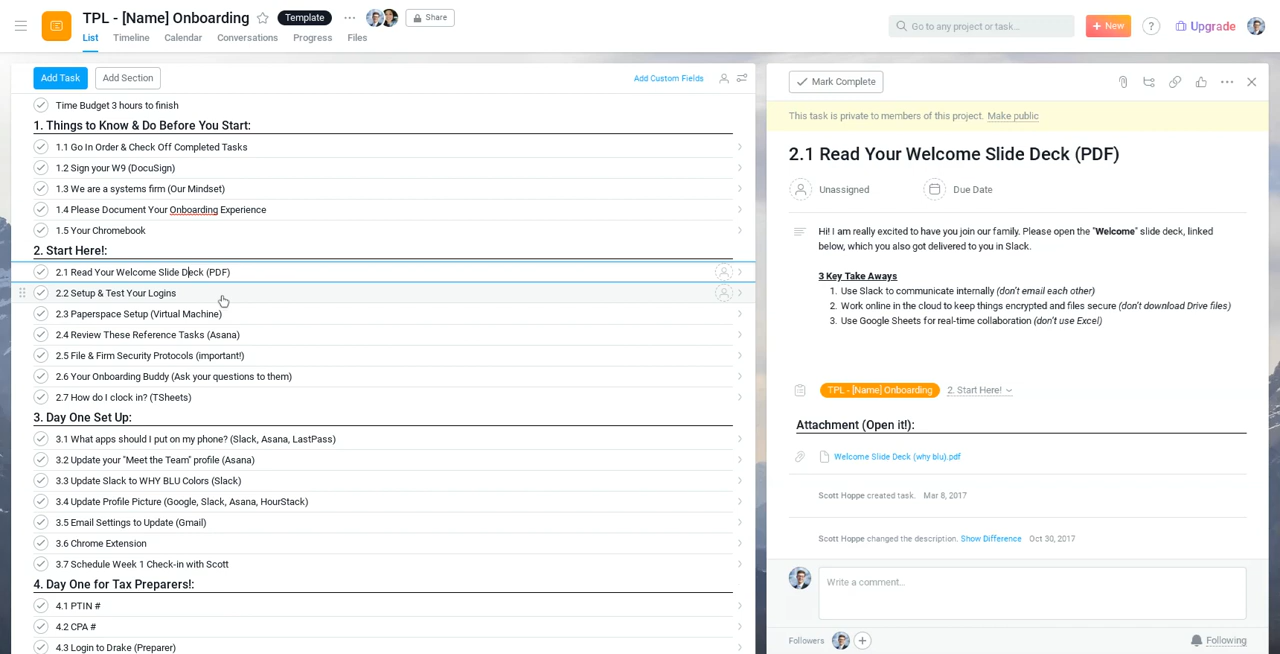 TPL - [Name] Onboarding
Template
Share
Go to any project or task...
+ New
?
Upgrade
List
Timeline
Calendar
Conversations
Progress
Files
Add Task
Add Section
Add Custom Fields
Time Budget 3 hours to finish
1. Things to Know & Do Before You Start:
1.1 Go In Order & Check Off Completed Tasks
1.2 Sign your W9 (DocuSign)
1.3 We are a systems firm (Our Mindset)
1.4 Please Document Your Onboarding Experience
1.5 Your Chromebook
2. Start Here!:
2.1 Read Your Welcome Slide Deck (PDF)
2.2 Setup & Test Your Logins
2.3 Paperspace Setup (Virtual Machine)
2.4 Review These Reference Tasks (Asana)
2.5 File & Firm Security Protocols (important!)
2.6 Your Onboarding Buddy (Ask your questions to them)
2.7 How do I clock in? (TSheets)
3. Day One Set Up:
3.1 What apps should I put on my phone? (Slack, Asana, LastPass)
3.2 Update your "Meet the Team" profile (Asana)
3.3 Update Slack to WHY BLU Colors (Slack)
3.4 Update Profile Picture (Google, Slack, Asana, HourStack)
3.5 Email Settings to Update (Gmail)
3.6 Chrome Extension
3.7 Schedule Week 1 Check-in with Scott
4. Day One for Tax Preparers!:
4.1 PTIN #
4.2 CPA #
4.3 Login to Drake (Preparer)
Mark Complete
This task is private to members of this project. Make public
2.1 Read Your Welcome Slide Deck (PDF)
Unassigned
Due Date
Hi! I am really excited to have you join our family. Please open the "Welcome" slide deck, linked
below, which you also got delivered to you in Slack.
3 Key Take Aways
1. Use Slack to communicate internally (don't email each other)
2. Work online in the cloud to keep things encrypted and files secure (don't download Drive files)
3. Use Google Sheets for real-time collaboration (don't use Excel)
TPL - [Name] Onboarding
2. Start Here!
Attachment (Open it!):
Welcome Slide Deck (why blu).pdf
Scott Hoppe created task. Mar 8, 2017
Scott Hoppe changed the description. Show Difference Oct 30, 2017
Write a comment...
Followers
Following